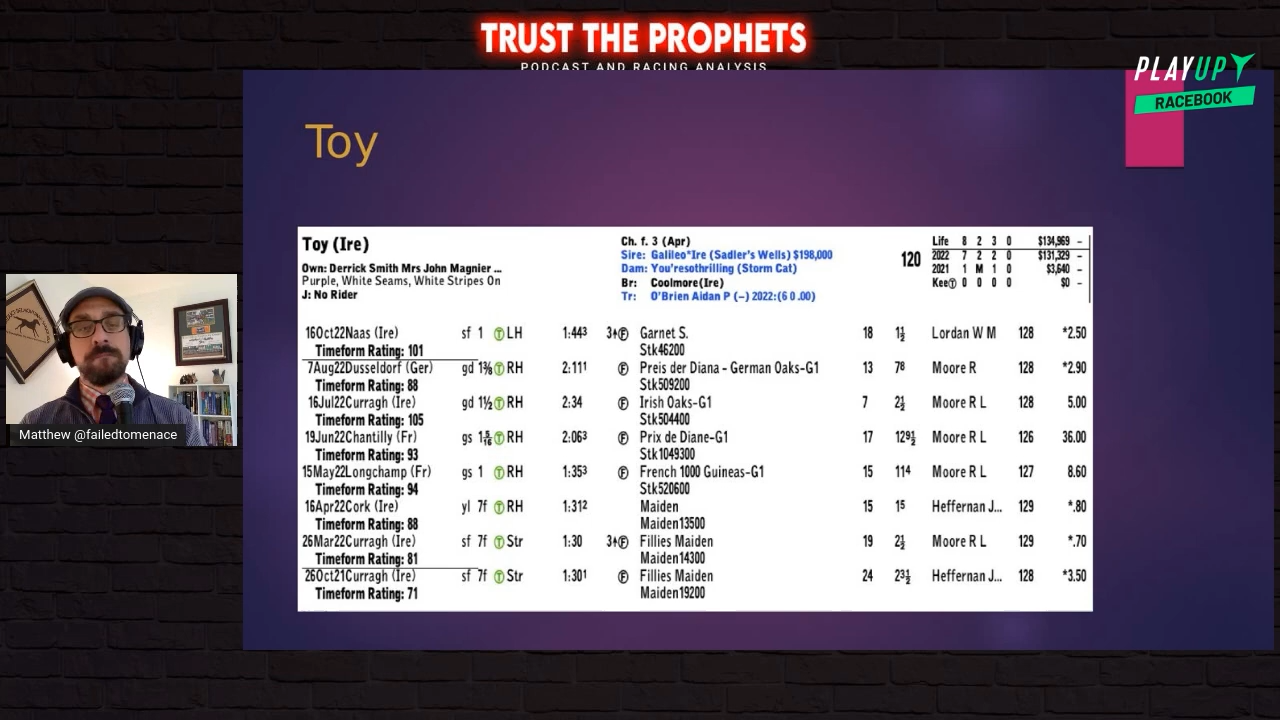 TRUST THE PROPHETS
PODCAST AND RACING ANALYSIS
PLAYUP
RACEBOOK
Toy
Toy (Ire)
Own: Derrick Smith Mrs John Magnier ...
Purple, White Seams, White Stripes On
J: No Rider
Ch. f. 3 (Apr)
Sire: Galileo*Ire (Sadler's Wells) $198,000
Dam: You'resothrilling (Storm Cat)
Br: Coolmore(Ire)
Tr: O'Brien Aidan P (-) 2022:(6 0 .00)
120
Life 8 2 3 0 $134,969 -
2022 7 2 2 0 $131,329 -
2021 1 M 1 0 $3,640 -
KeeⓉ 0 0 0 0 $0 -
16Oct22Naas (Ire) sf 1 Ⓣ LH 1:44³ 3↑Ⓕ Garnet S. 18 1½ Lordan W M 128 *2.50
Timeform Rating: 101 Stk46200
7Aug22Dusseldorf (Ger) gd 1⅜Ⓣ RH 2:11¹ Ⓕ Preis der Diana - German Oaks-G1 13 7⁸ Moore R 128 *2.90
Timeform Rating: 88 Stk509200
16Jul22Curragh (Ire) gd 1½Ⓣ RH 2:34 Ⓕ Irish Oaks-G1 7 2½ Moore R L 128 5.00
Timeform Rating: 105 Stk504400
19Jun22Chantilly (Fr) gs 1 5/16 Ⓣ RH 2:06³ Ⓕ Prix de Diane-G1 17 12⁹½ Moore R L 126 36.00
Timeform Rating: 93 Stk1049300
15May22Longchamp (Fr) gs 1 Ⓣ RH 1:35³ Ⓕ French 1000 Guineas-G1 15 11⁴ Moore R L 127 8.60
Timeform Rating: 94 Stk520600
16Apr22Cork (Ire) yl 7f Ⓣ RH 1:31² Maiden 15 1⁵ Heffernan J... 129 *.80
Timeform Rating: 88 Maiden13500
26Mar22Curragh (Ire) sf 7f Ⓣ Str 1:30 3↑Ⓕ Fillies Maiden 19 2½ Moore R L 129 *.70
Timeform Rating: 81 Maiden14300
26Oct21Curragh (Ire) sf 7f Ⓣ Str 1:30¹ Ⓕ Fillies Maiden 24 2³½ Heffernan J... 128 *3.50
Timeform Rating: 71 Maiden19200
Matthew @failedtomenace